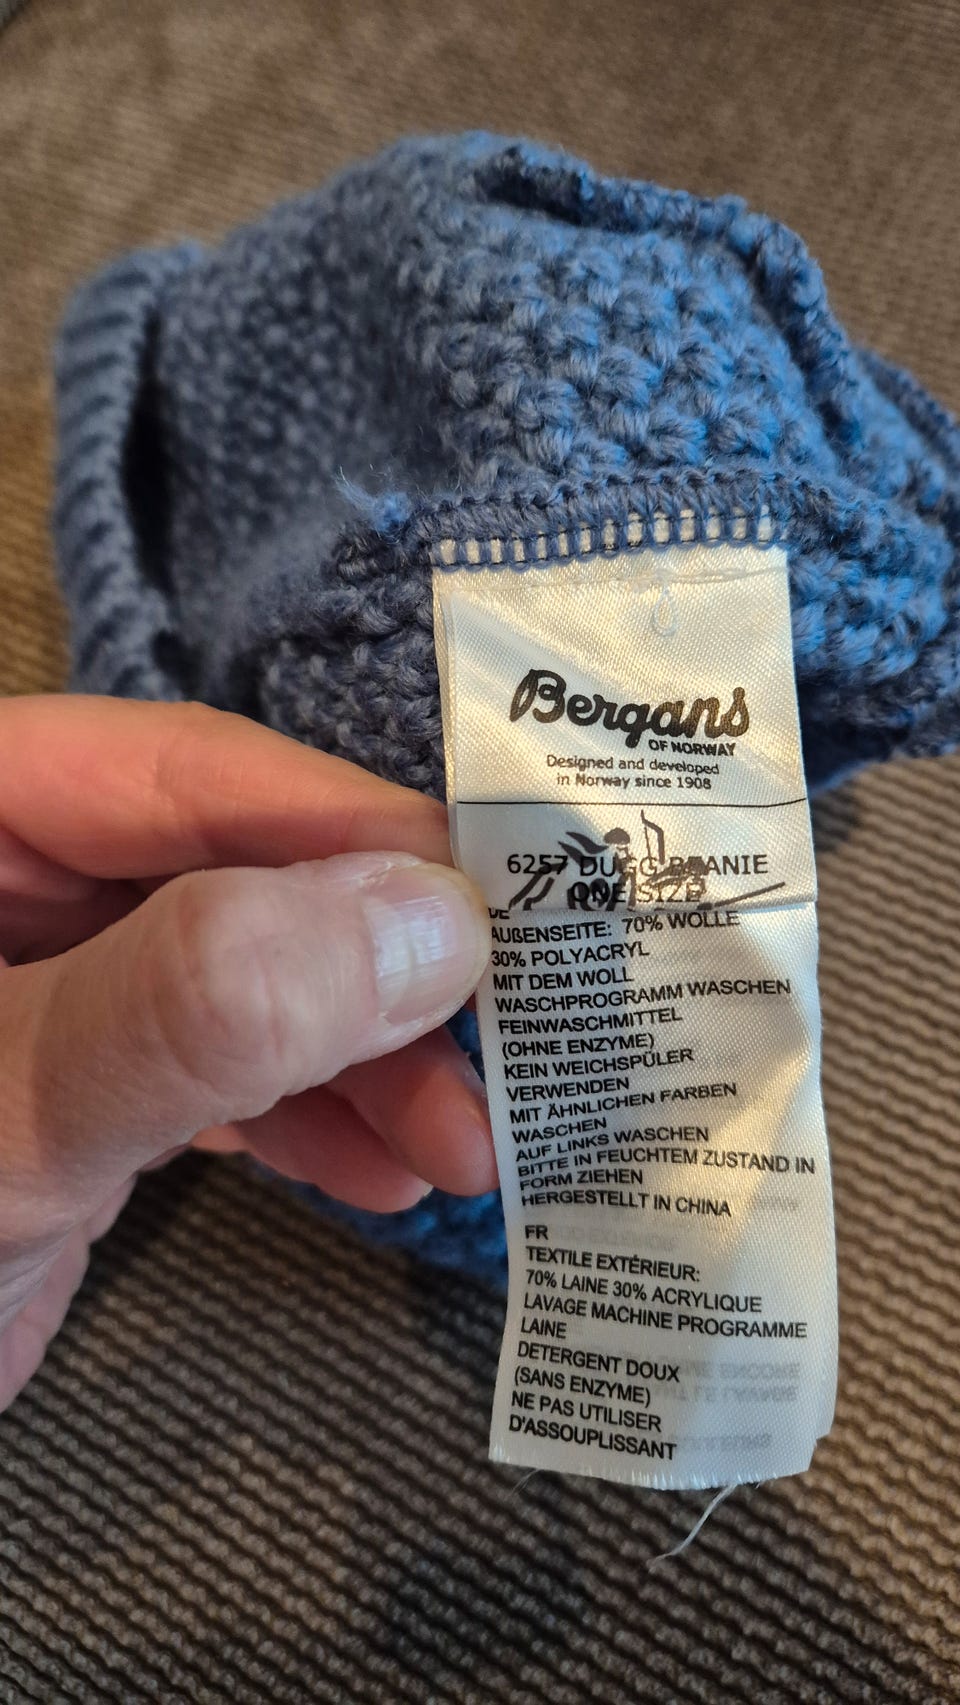 Bergans
OF NORWAY
Designed and developed
in Norway since 1908
6257 DUGG BEANIE
ONE SIZE
DE
AUßENSEITE: 70% WOLLE
30% POLYACRYL
MIT DEM WOLL
WASCHPROGRAMM WASCHEN
FEINWASCHMITTEL
(OHNE ENZYME)
KEIN WEICHSPÜLER
VERWENDEN
MIT ÄHNLICHEN FARBEN
WASCHEN
AUF LINKS WASCHEN
BITTE IN FEUCHTEM ZUSTAND IN
FORM ZIEHEN
HERGESTELLT IN CHINA
FR
TEXTILE EXTÉRIEUR:
70% LAINE 30% ACRYLIQUE
LAVAGE MACHINE PROGRAMME
LAINE
DETERGENT DOUX
(SANS ENZYME)
NE PAS UTILISER
D'ASSOUPLISSANT